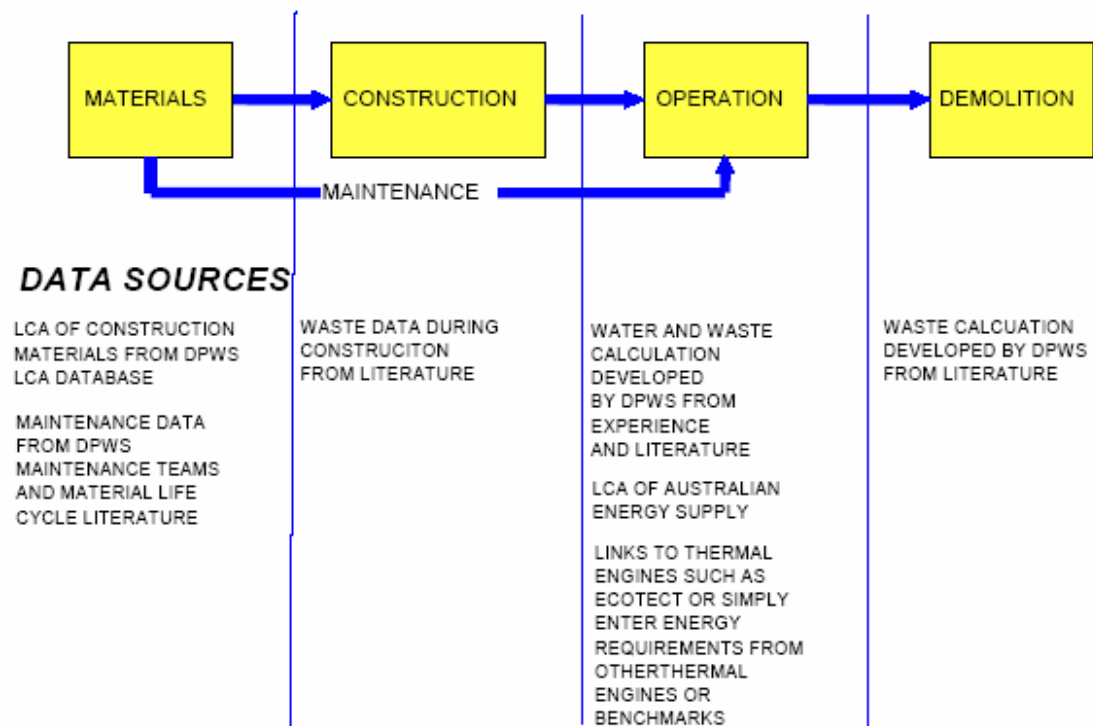 MATERIALS
CONSTRUCTION
OPERATION
DEMOLITION
MAINTENANCE
DATA SOURCES
LCA OF CONSTRUCTION
MATERIALS FROM DPWS
LCA DATABASE
MAINTENANCE DATA
FROM DPWS
MAINTENANCE TEAMS
AND MATERIAL LIFE
CYCLE LITERATURE
WASTE DATA DURING
CONSTRUCITON
FROM LITERATURE
WATER AND WASTE
CALCULATION
DEVELOPED
BY DPWS FROM
EXPERIENCE
AND LITERATURE
LCA OF AUSTRALIAN
ENERGY SUPPLY
LINKS TO THERMAL
ENGINES SUCH AS
ECOTECT OR SIMPLY
ENTER ENERGY
REQUIREMENTS FROM
OTHERTHERMAL
ENGINES OR
BENCHMARKS
WASTE CALCUATION
DEVELOPED BY DPWS
FROM LITERATURE